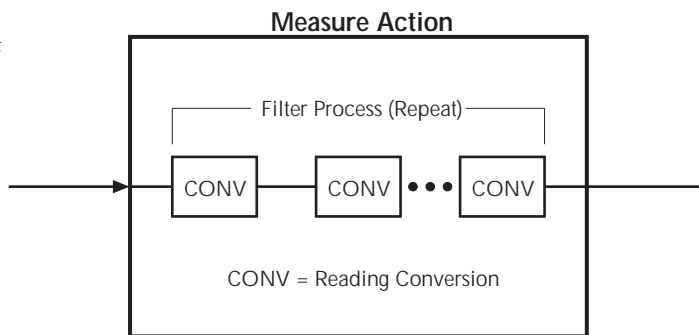 Measure Action
Filter Process (Repeat)
CONV
CONV
CONV
CONV = Reading Conversion